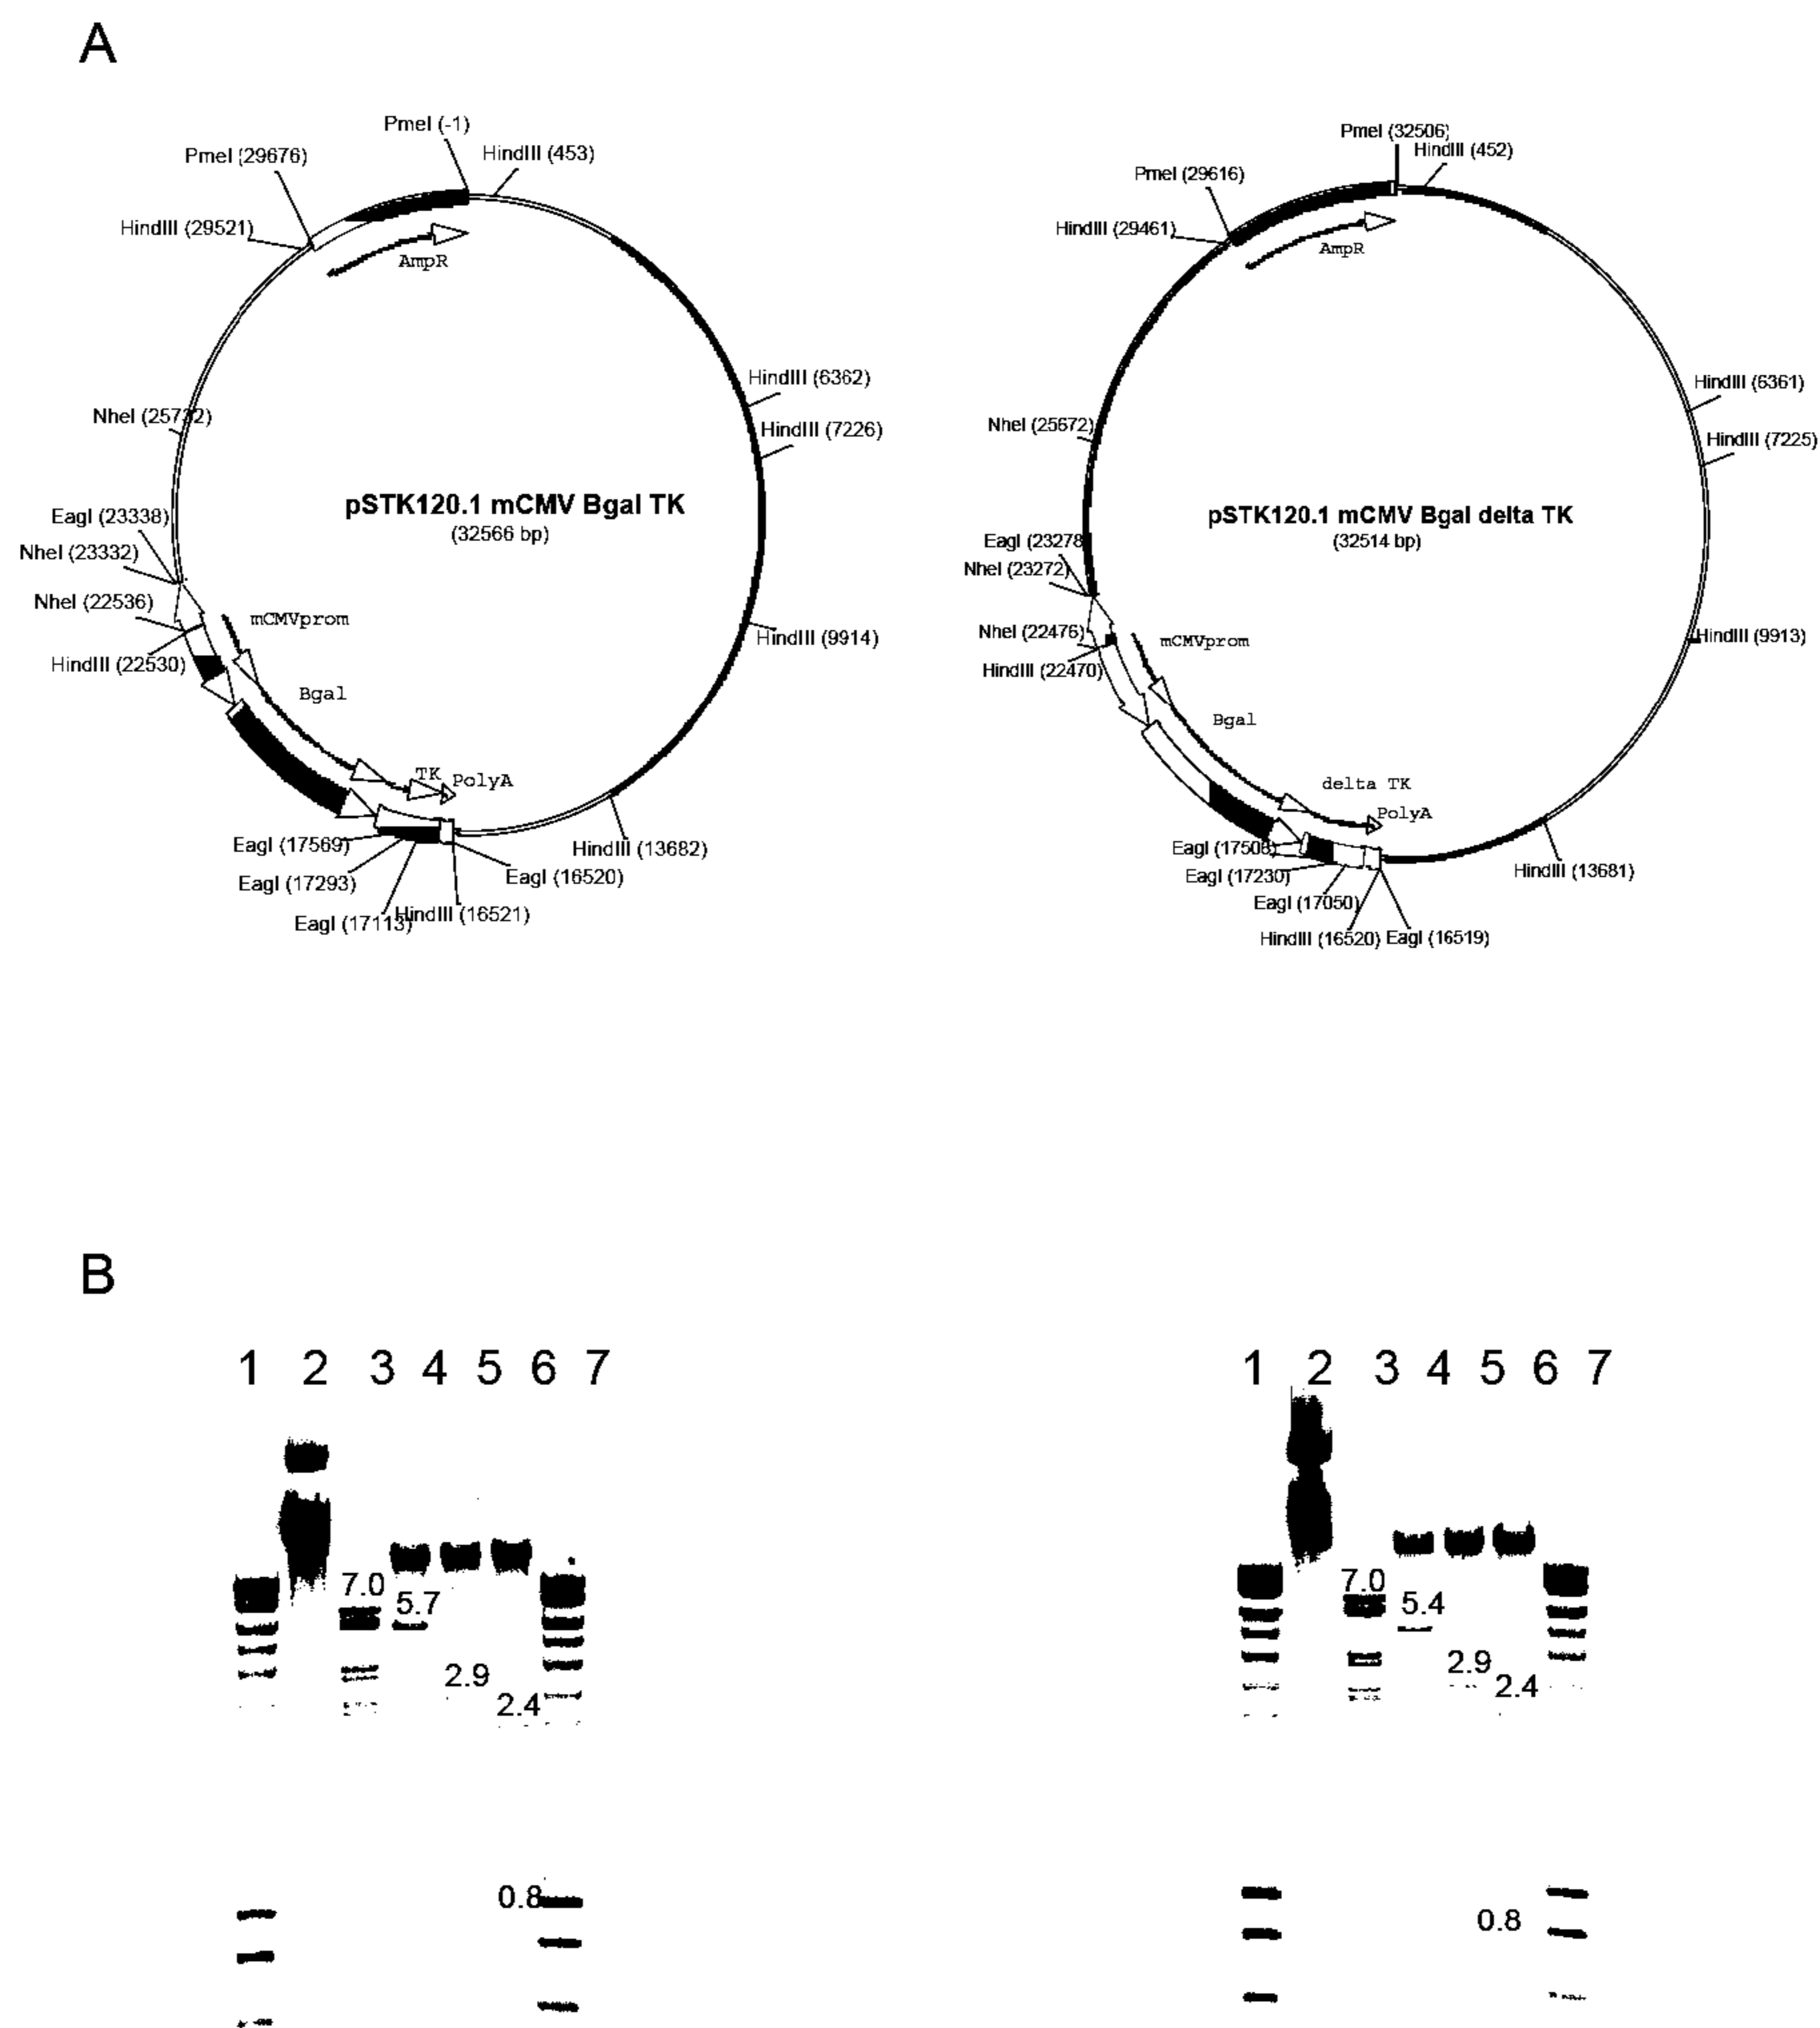 A
PmeI (-1)
HindIII (453)
PmeI (29676)
HindIII (29521)
AmpR
HindIII (6362)
NheI (25732)
HindIII (7226)
pSTK120.1 mCMV Bgal TK
(32566 bp)
EagI (23338)
NheI (23332)
NheI (22536)
mCMVprom
HindIII (9914)
HindIII (22530)
Bgal
TK
PolyA
EagI (17569)
HindIII (13682)
EagI (17293)
EagI (16520)
EagI (17113)
HindIII (16521)
PmeI (32506)
HindIII (452)
PmeI (29616)
HindIII (29461)
AmpR
HindIII (6361)
NheI (25672)
HindIII (7225)
pSTK120.1 mCMV Bgal delta TK
(32514 bp)
EagI (23278
NheI (23272)
NheI (22476)
mCMVprom
HindIII (9913)
HindIII (22470)
Bgal
delta TK
PolyA
EagI (17508)
HindIII (13681)
EagI (17230)
EagI (17050)
HindIII (16520) EagI (16519)
B
1 2 3 4 5 6 7
7.0
5.7
2.9
2.4
0.8
1 2 3 4 5 6 7
7.0
5.4
2.9
2.4
0.8